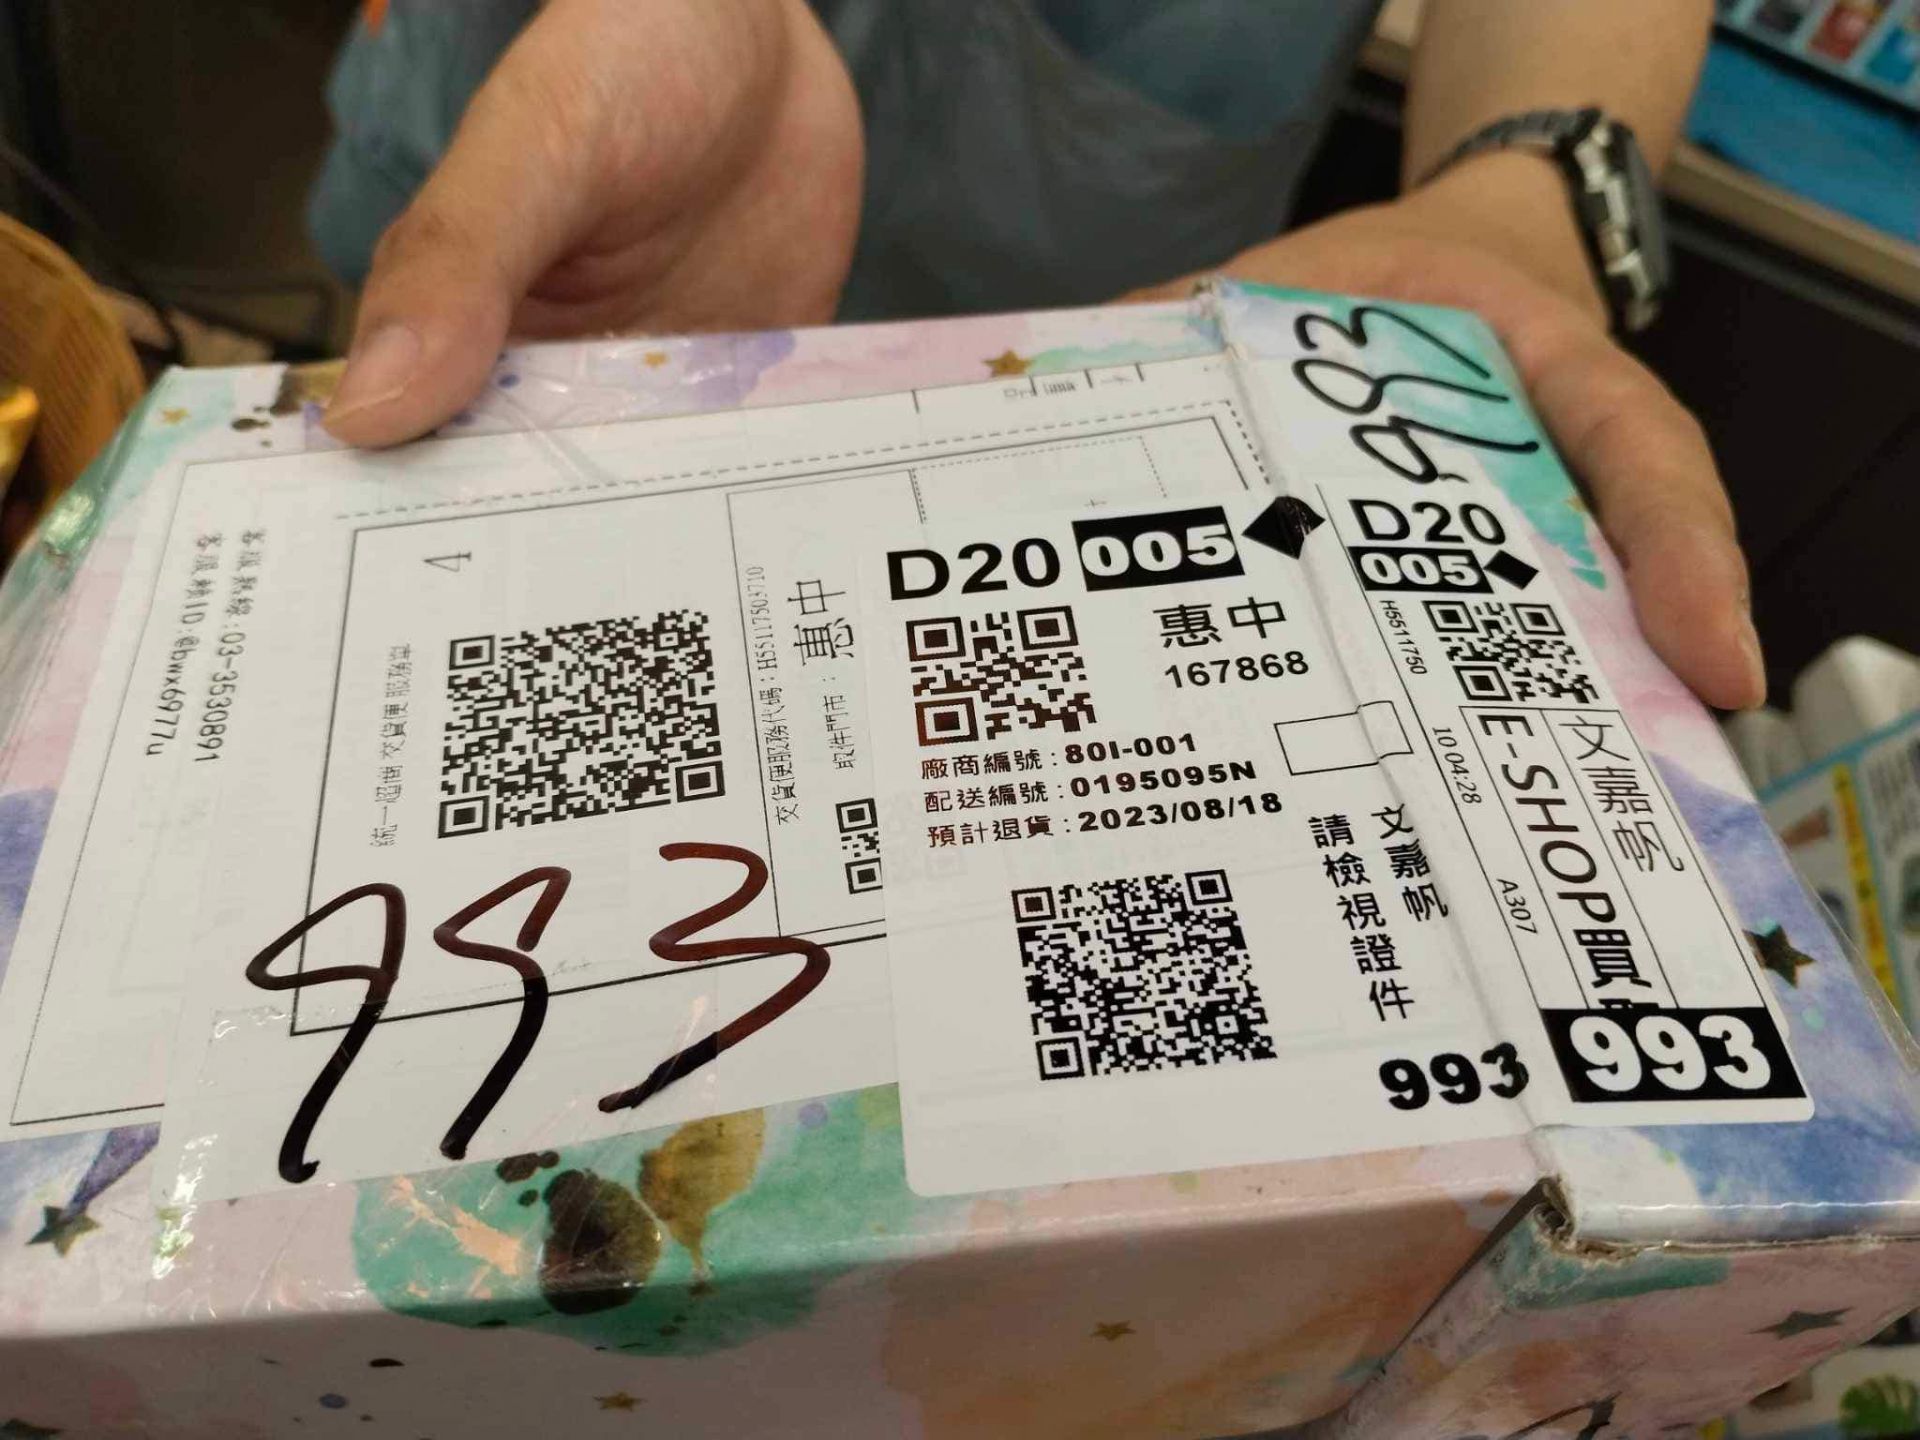 993
客服專線:03-3530891
客服賴ID:@bwx6977u
統一超商 交貨便 服務單
4
交貨便服務代碼:H55117503710
取件門市:惠中
993
D20 005
惠中
167868
廠商編號:80I-001
配送編號:0195095N
預計退貨:2023/08/18
文嘉帆
請檢視證件
993
D20
005
H5511750
10 04:28
A307
E-SHOP買
文嘉帆
993